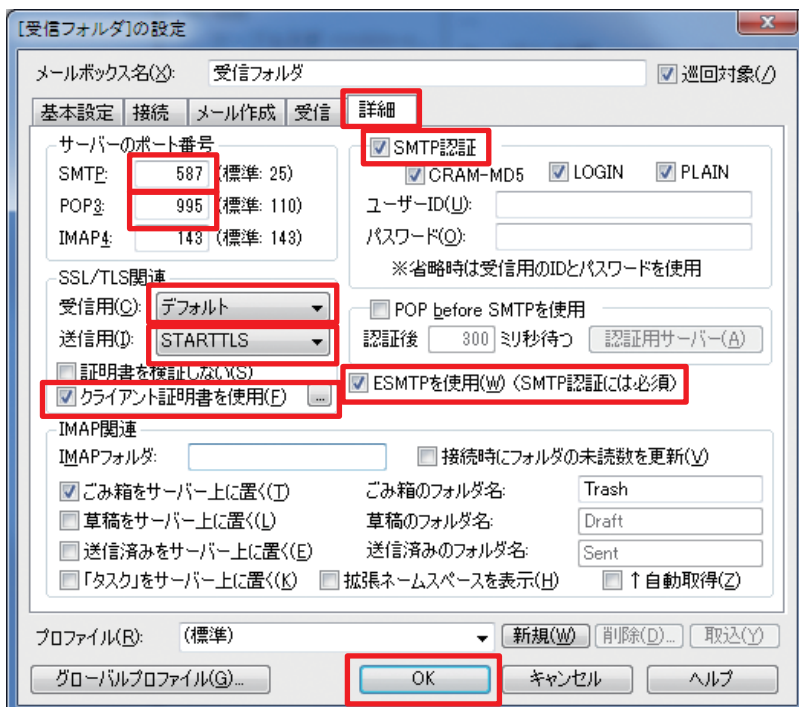 [受信フォルダ]の設定
メールボックス名(X): 受信フォルダ 巡回対象(/)
基本設定 接続 メール作成 受信 詳細
サーバーのポート番号
SMTP: 587 (標準: 25)
POP3: 995 (標準: 110)
IMAP4: 143 (標準: 143)
SMTP認証
CRAM-MD5 LOGIN PLAIN
ユーザーID(U):
パスワード(O):
※省略時は受信用のIDとパスワードを使用
SSL/TLS関連
受信用(C): デフォルト
送信用(I): STARTTLS
証明書を検証しない(S)
クライアント証明書を使用(F) ...
POP before SMTPを使用
認証後 300 ミリ秒待つ 認証用サーバー(A)
ESMTPを使用(W) (SMTP認証には必須)
IMAP関連
IMAPフォルダ: 接続時にフォルダの未読数を更新(V)
ごみ箱をサーバー上に置く(T) ごみ箱のフォルダ名: Trash
草稿をサーバー上に置く(L) 草稿のフォルダ名: Draft
送信済みをサーバー上に置く(E) 送信済みのフォルダ名: Sent
「タスク」をサーバー上に置く(K) 拡張ネームスペースを表示(H) ↑自動取得(Z)
プロファイル(R): (標準) 新規(W) 削除(D)... 取込(Y)
グローバルプロファイル(G)... OK キャンセル ヘルプ